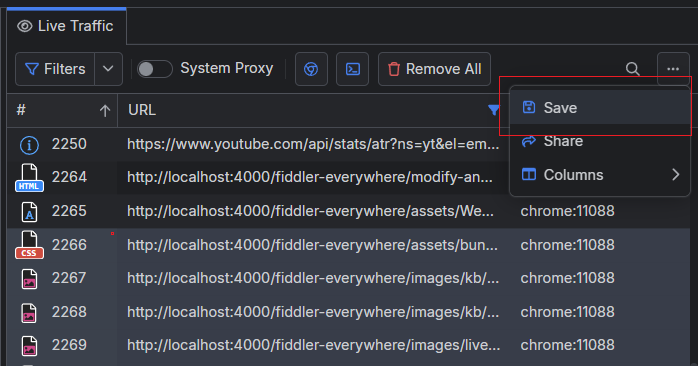 Live Traffic
Filters System Proxy Remove All
# URL
Save
Share
Columns
2250 https://www.youtube.com/api/stats/atr?ns=yt&el=em...
HTML 2264 http://localhost:4000/fiddler-everywhere/modify-an...
A 2265 http://localhost:4000/fiddler-everywhere/assets/We... chrome:11088
CSS 2266 http://localhost:4000/fiddler-everywhere/assets/bun... chrome:11088
2267 http://localhost:4000/fiddler-everywhere/images/kb/... chrome:11088
2268 http://localhost:4000/fiddler-everywhere/images/kb/... chrome:11088
2269 http://localhost:4000/fiddler-everywhere/images/live... chrome:11088